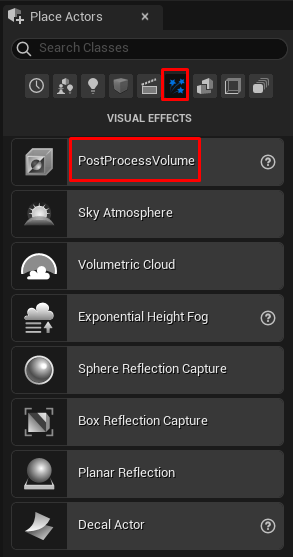 Place Actors
Search Classes
VISUAL EFFECTS
PostProcessVolume
Sky Atmosphere
Volumetric Cloud
Exponential Height Fog
Sphere Reflection Capture
Box Reflection Capture
Planar Reflection
Decal Actor